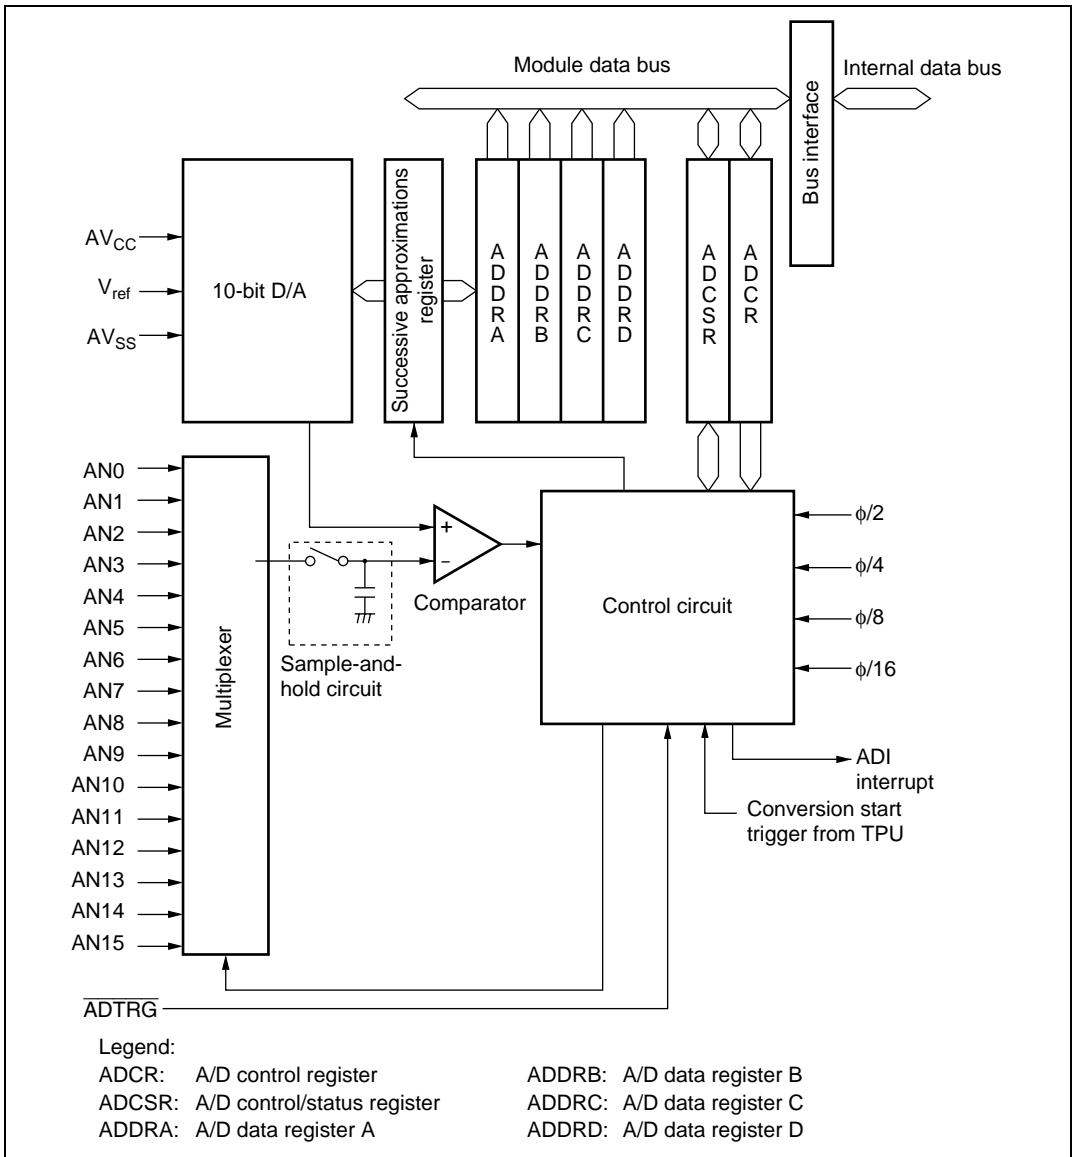 Module data bus
Internal data bus
Bus interface
Successive approximations
register
ADDRA
ADDRB
ADDRC
ADDRD
ADCSR
ADCR
AVCC
Vref
AVSS
10-bit D/A
AN0
AN1
AN2
AN3
AN4
AN5
AN6
AN7
AN8
AN9
AN10
AN11
AN12
AN13
AN14
AN15
Multiplexer
+
−
Comparator
Sample-and-
hold circuit
Control circuit
ϕ/2
ϕ/4
ϕ/8
ϕ/16
ADI
interrupt
Conversion start
trigger from TPU
ADTRG
Legend:
ADCR: A/D control register
ADCSR: A/D control/status register
ADDRA: A/D data register A
ADDRB: A/D data register B
ADDRC: A/D data register C
ADDRD: A/D data register D